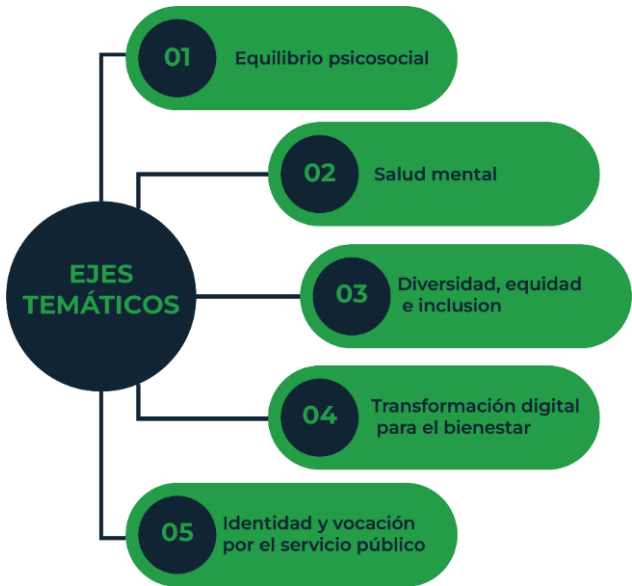 01
Equilibrio psicosocial
02
Salud mental
EJES
TEMÁTICOS
03
Diversidad, equidad
e inclusion
04
Transformación digital
para el bienestar
05
Identidad y vocación
por el servicio público